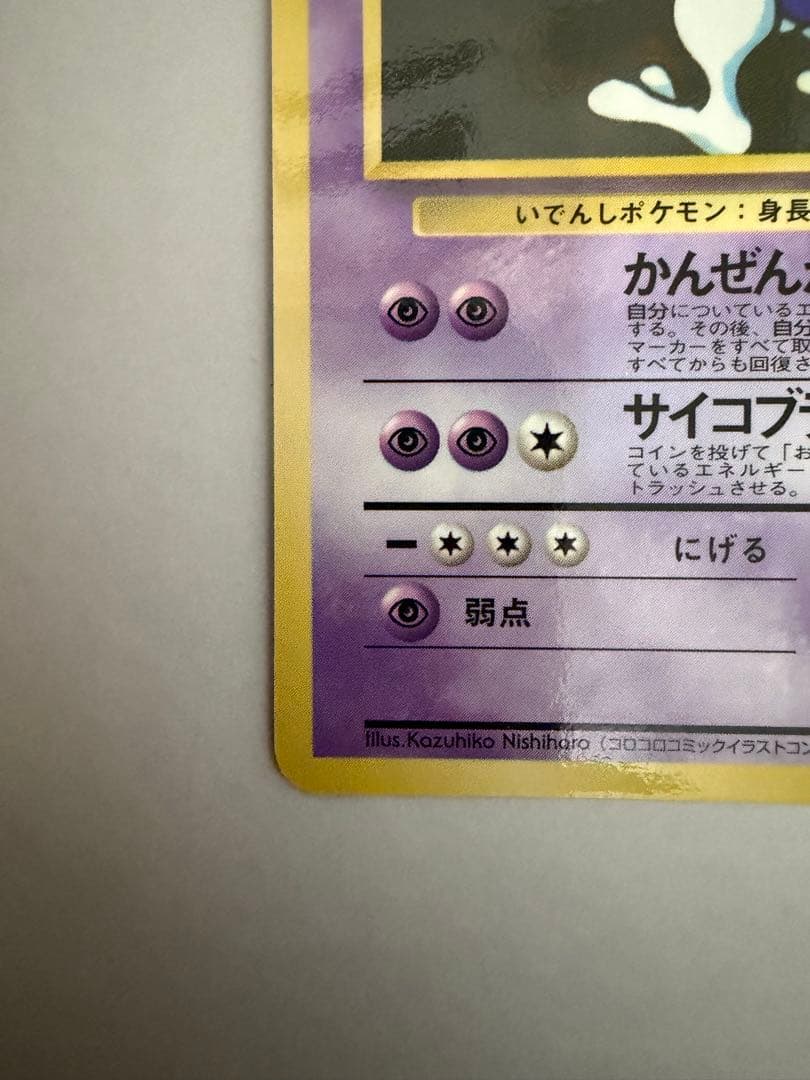 いでんしポケモン：身長
かんぜんカ
自分についているエ
する。その後、自分
マーカーをすべて取
すべてからも回復さ
サイコブラ
コインを投げて「お
ているエネルギー
トラッシュさせる。
ー にげる
弱点
Illus.Kazuhiko Nishihara（コロコロコミックイラストコン